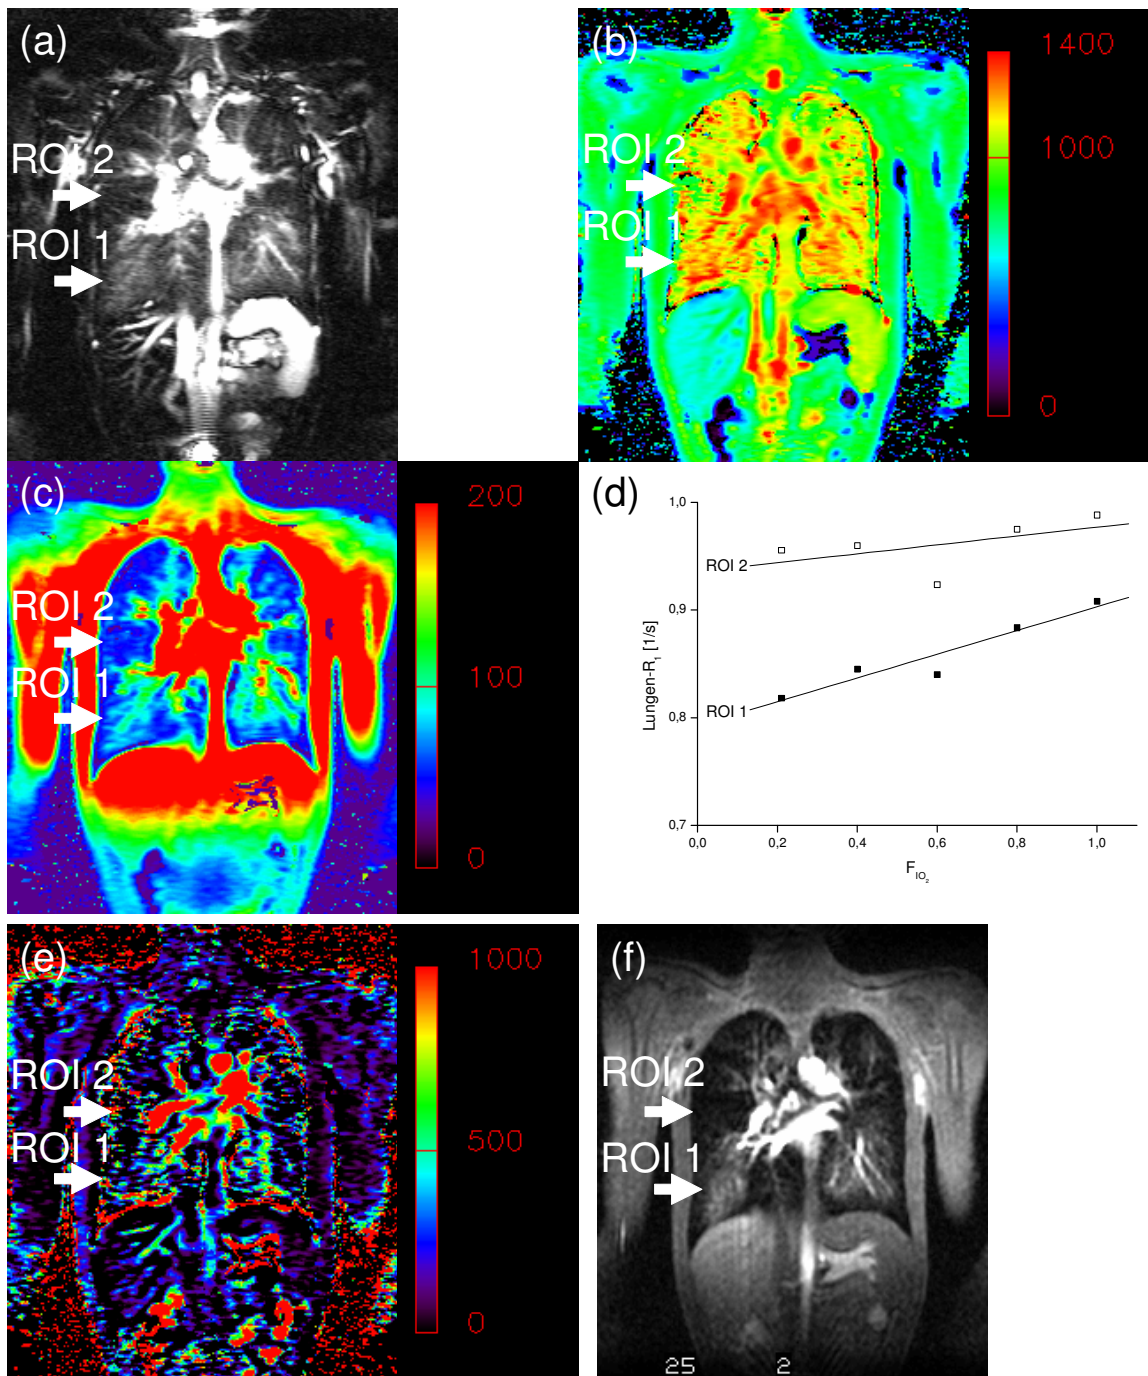 (a)
ROI 2
ROI 1
(b)
ROI 2
ROI 1
1400
1000
0
(c)
ROI 2
ROI 1
200
100
0
(d)
1,0
0,9
0,8
0,7
Lungen-R1 [1/s]
ROI 2
ROI 1
0,0 0,2 0,4 0,6 0,8 1,0
FIO2
(e)
ROI 2
ROI 1
1000
500
0
(f)
ROI 2
ROI 1
25 2